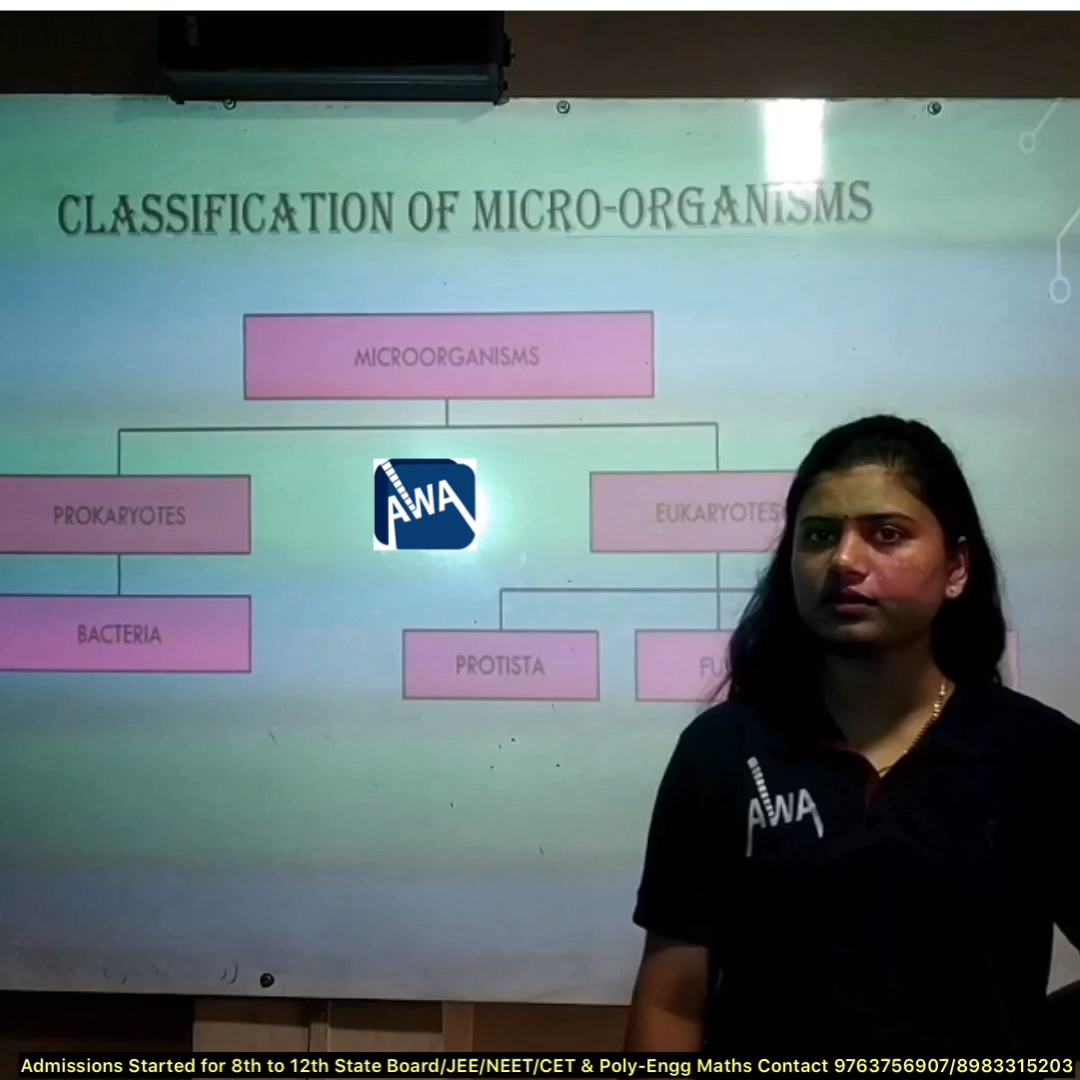 CLASSIFICATION OF MICRO-ORGANISMS
MICROORGANISMS
PROKARYOTES
EUKARYOTES
BACTERIA
PROTISTA
AWA
AWA
Admissions Started for 8th to 12th State Board/JEE/NEET/CET & Poly-Engg Maths Contact 9763756907/8983315203